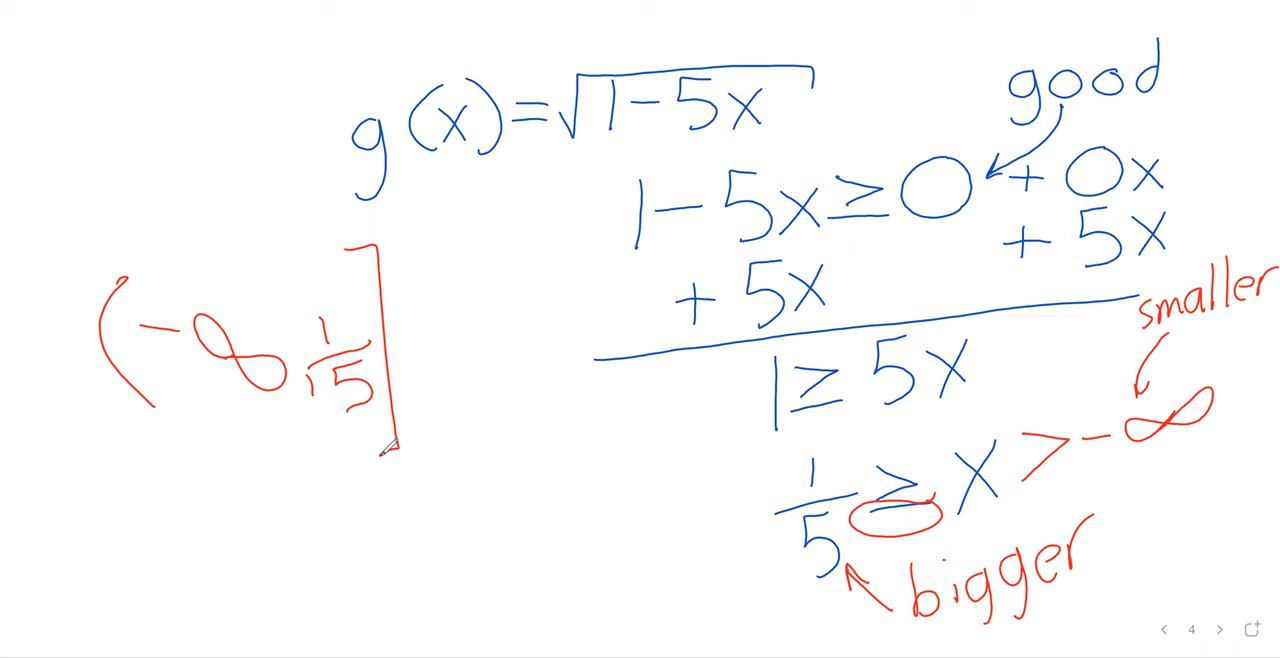 g(x)=√1-5x
good
1-5x≥0 + 0x
+ 5x + 5x
smaller
1≥5x
(-∞, 1/5]
1/5 ≥ x > -∞
bigger
4